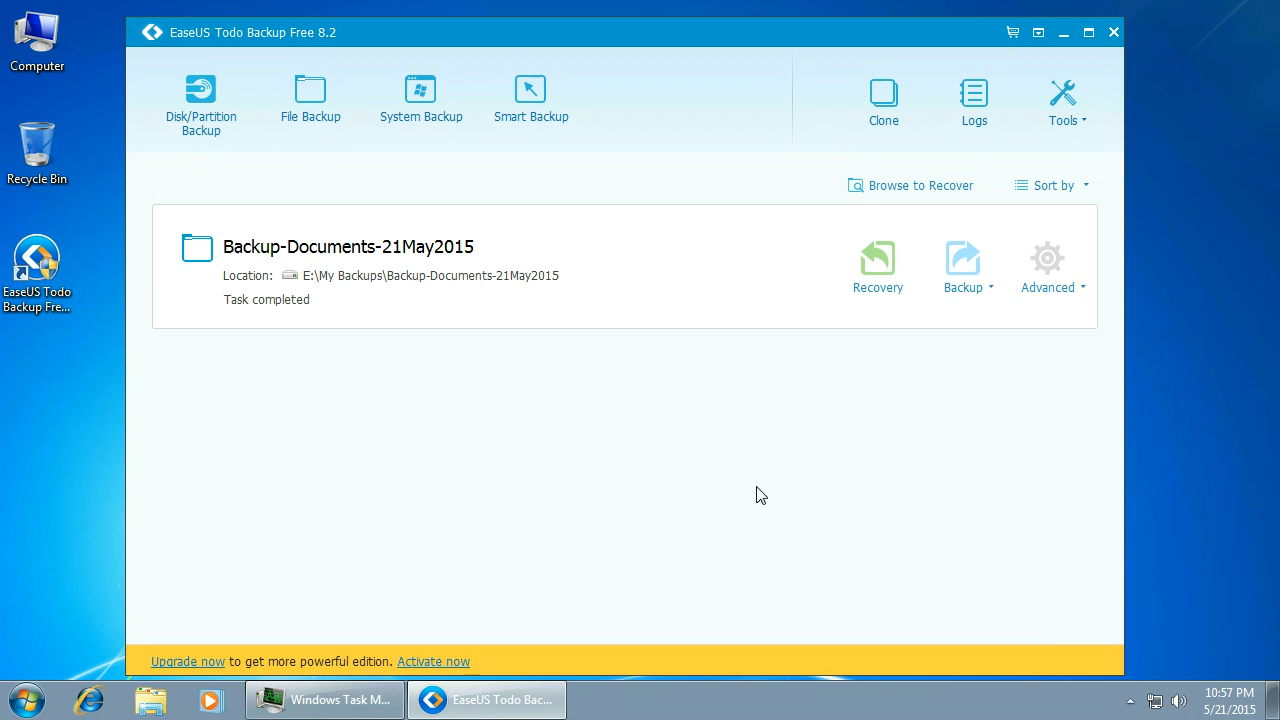 Computer
Recycle Bin
EaseUS Todo
Backup Fre...
EaseUS Todo Backup Free 8.2
Disk/Partition
Backup
File Backup
System Backup
Smart Backup
Clone
Logs
Tools
Browse to Recover
Sort by
Backup-Documents-21May2015
Location: E:\My Backups\Backup-Documents-21May2015
Task completed
Recovery
Backup
Advanced
Upgrade now to get more powerful edition. Activate now
Windows Task M...
EaseUS Todo Bac...
10:57 PM
5/21/2015